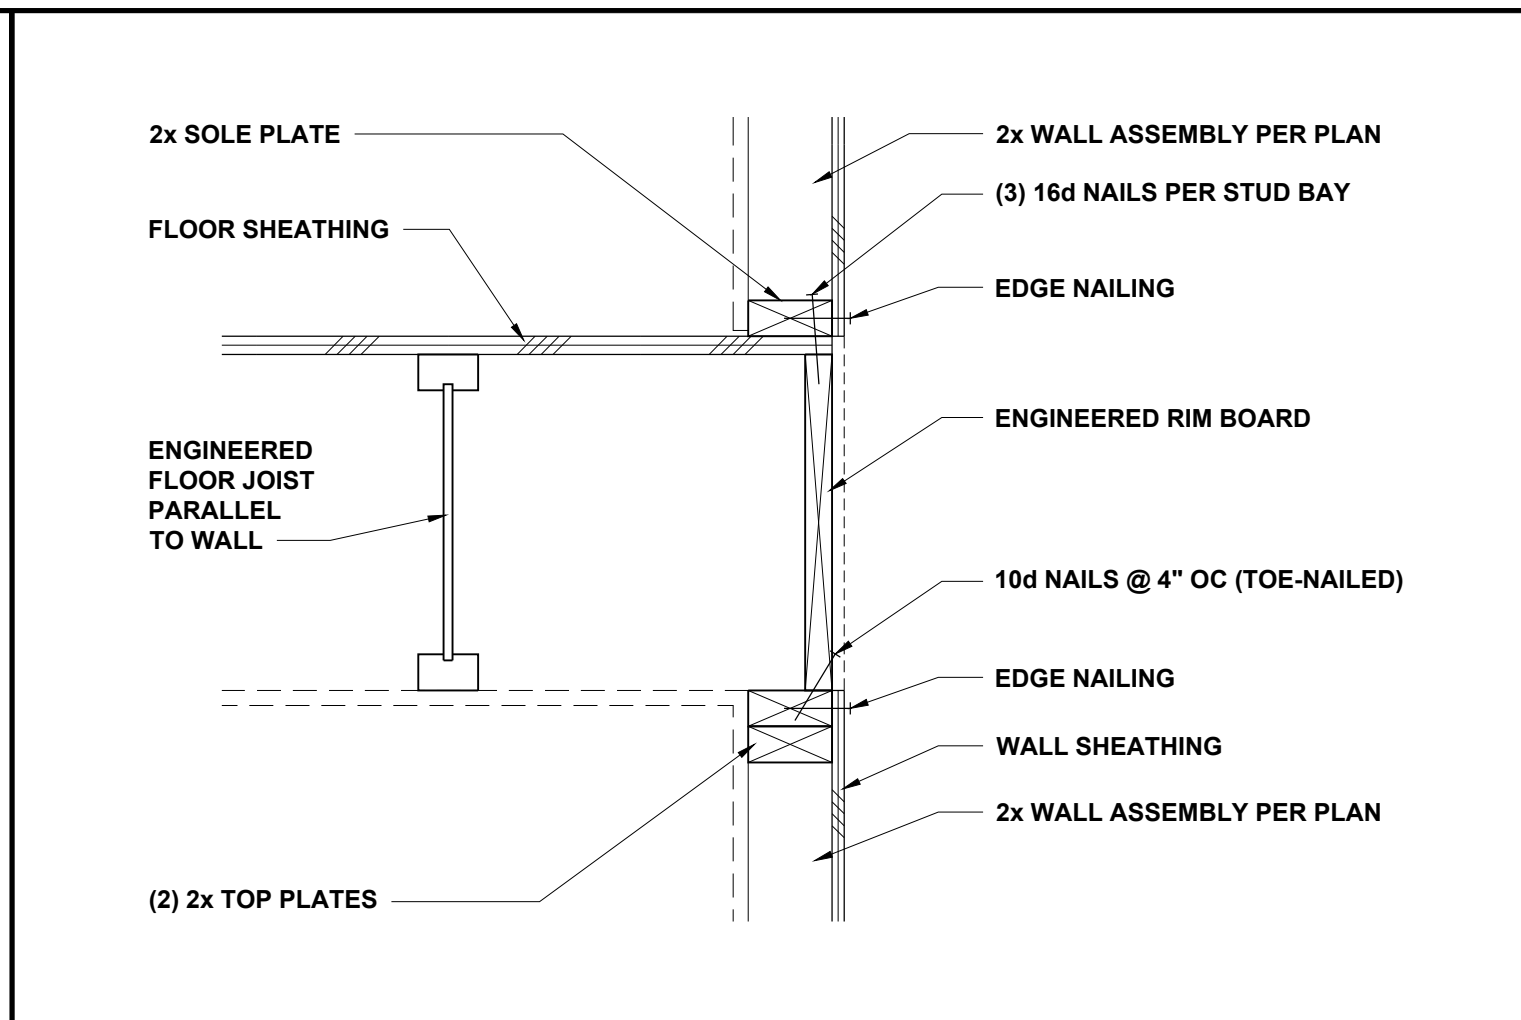 2x SOLE PLATE
FLOOR SHEATHING
ENGINEERED
FLOOR JOIST
PARALLEL
TO WALL
(2) 2x TOP PLATES
2x WALL ASSEMBLY PER PLAN
(3) 16d NAILS PER STUD BAY
EDGE NAILING
ENGINEERED RIM BOARD
10d NAILS @ 4" OC (TOE-NAILED)
EDGE NAILING
WALL SHEATHING
2x WALL ASSEMBLY PER PLAN